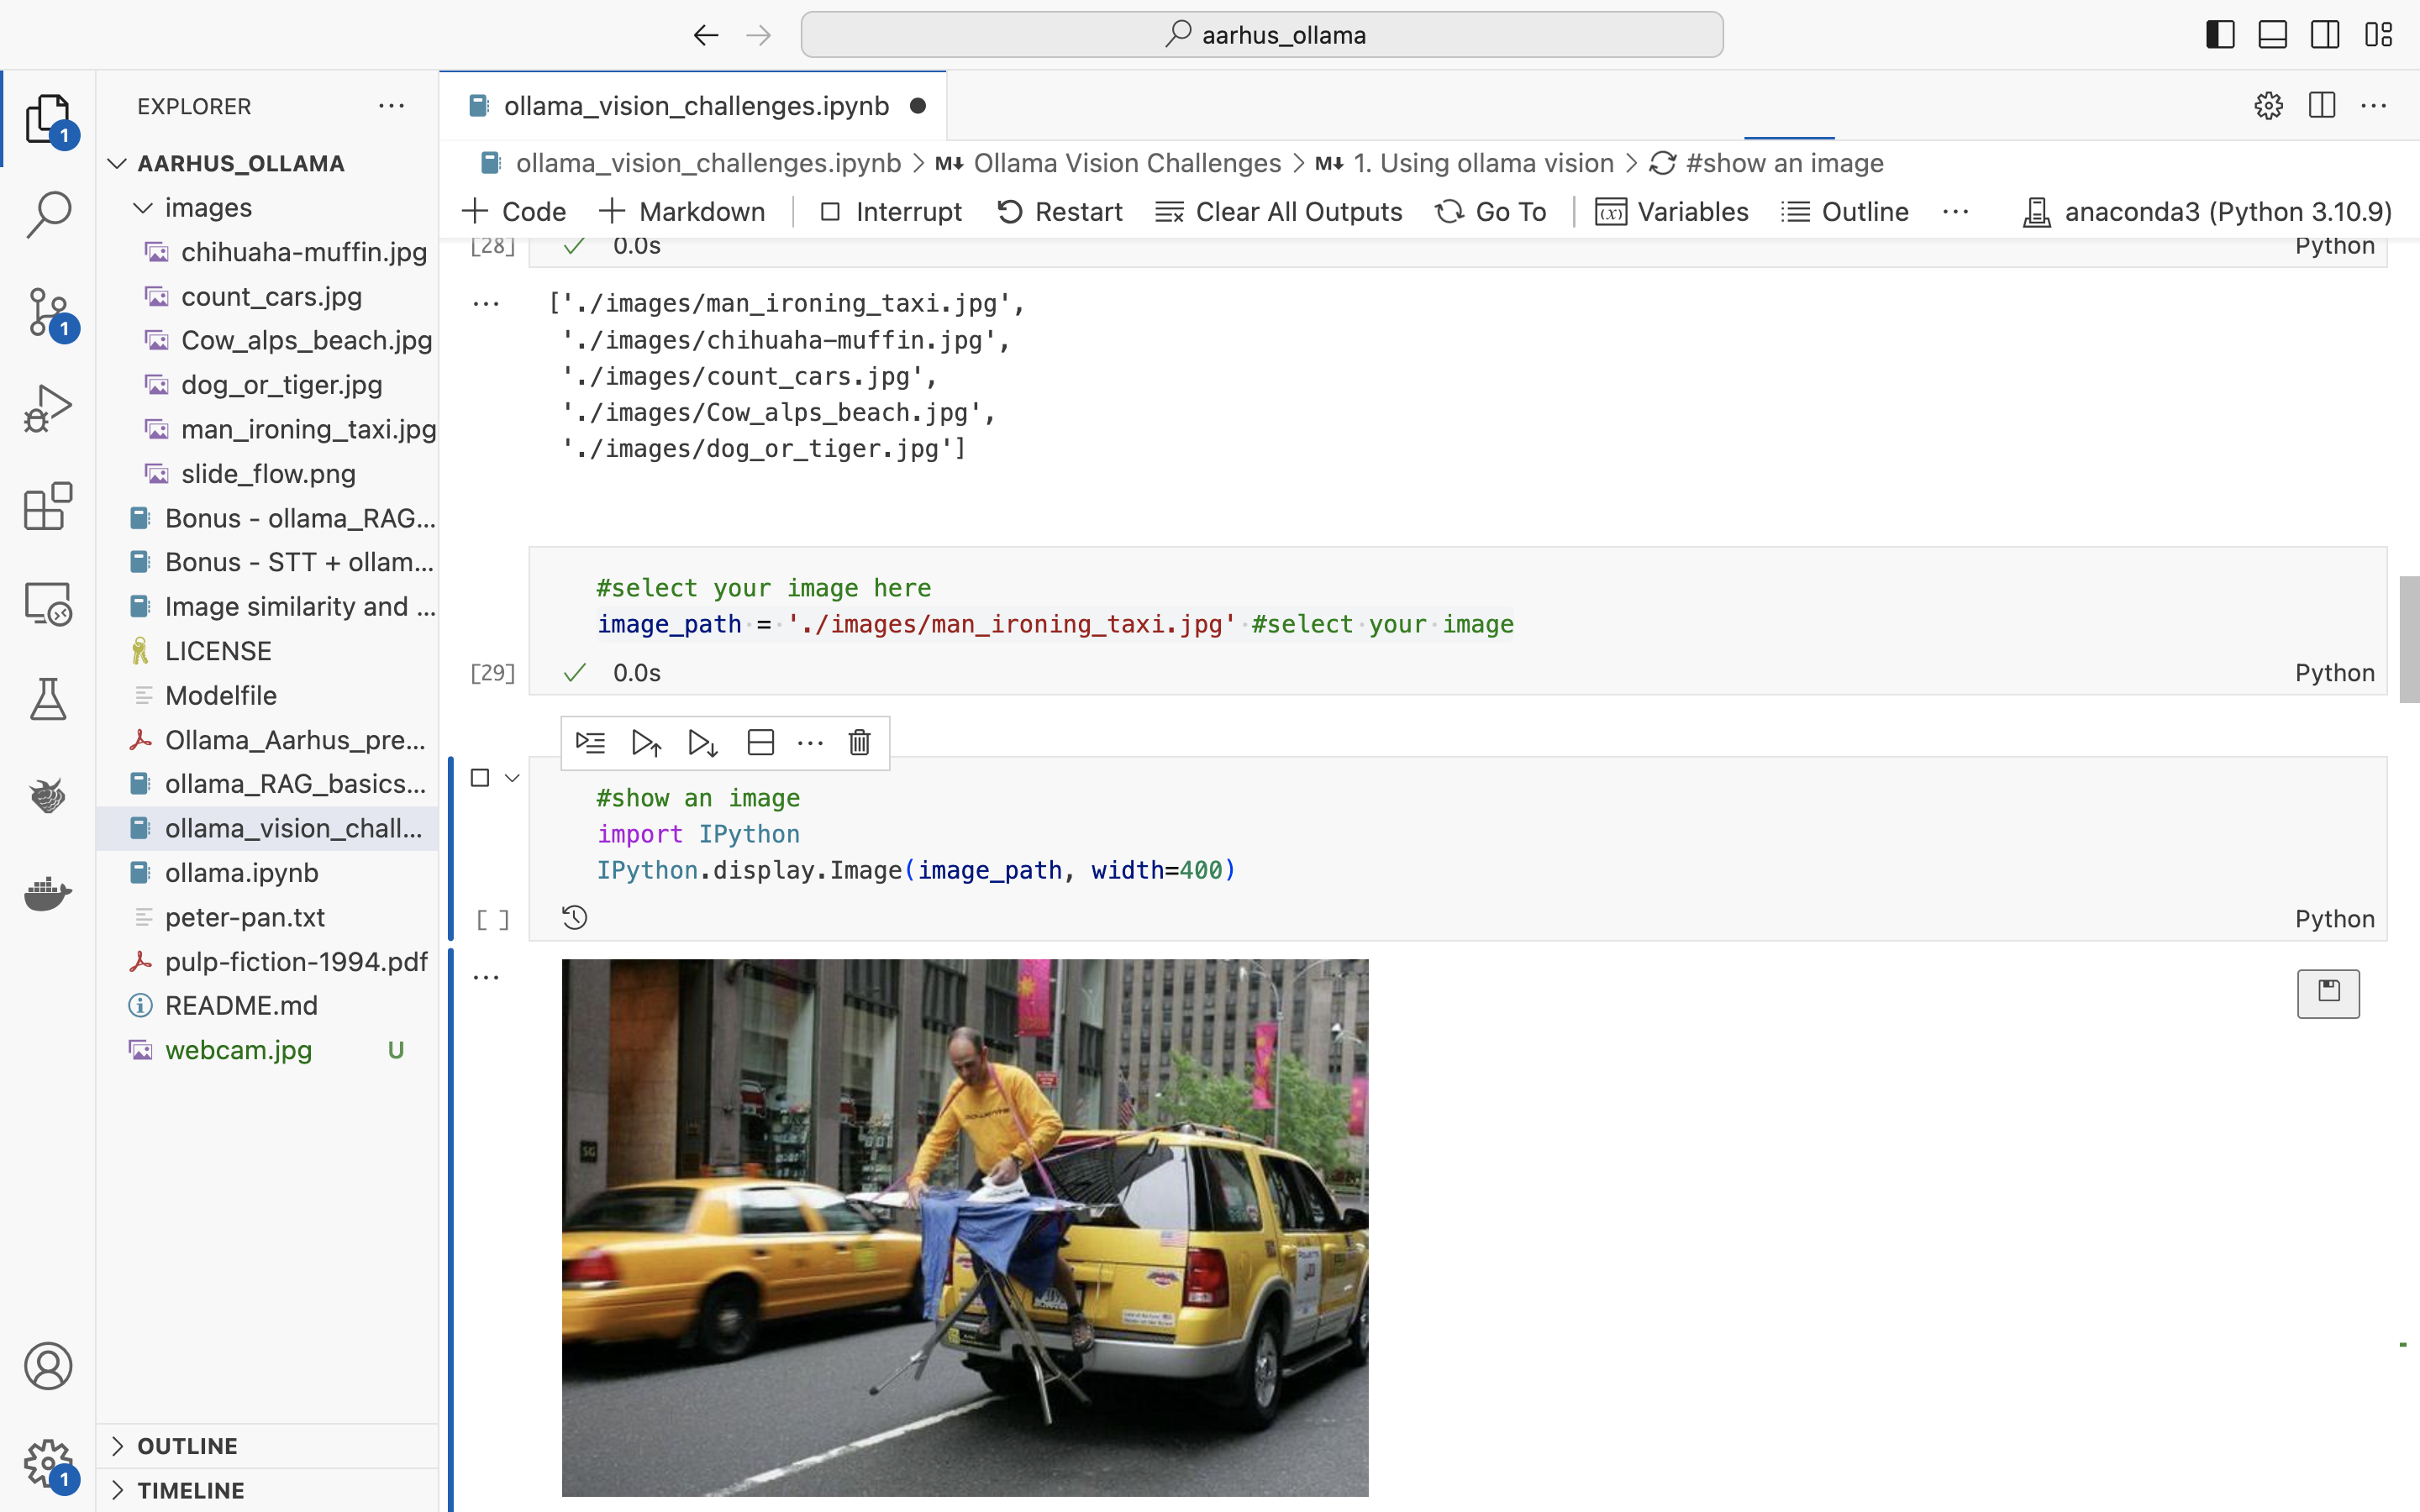 aarhus_ollama
EXPLORER
AARHUS_OLLAMA
images
chihuaha-muffin.jpg
count_cars.jpg
Cow_alps_beach.jpg
dog_or_tiger.jpg
man_ironing_taxi.jpg
slide_flow.png
Bonus - ollama_RAG...
Bonus - STT + ollam...
Image similarity and ...
LICENSE
Modelfile
Ollama_Aarhus_pre...
ollama_RAG_basics...
ollama_vision_chall...
ollama.ipynb
peter-pan.txt
pulp-fiction-1994.pdf
README.md
webcam.jpg U
OUTLINE
TIMELINE
1
1
1
ollama_vision_challenges.ipynb
ollama_vision_challenges.ipynb > M↓ Ollama Vision Challenges > M↓ 1. Using ollama vision > #show an image
+ Code + Markdown Interrupt Restart Clear All Outputs Go To (x) Variables Outline ... anaconda3 (Python 3.10.9)
[28] 0.0s Python
['./images/man_ironing_taxi.jpg',
'./images/chihuaha-muffin.jpg',
'./images/count_cars.jpg',
'./images/Cow_alps_beach.jpg',
'./images/dog_or_tiger.jpg']
#select your image here
image_path = './images/man_ironing_taxi.jpg' #select your image
[29] 0.0s Python
#show an image
import IPython
IPython.display.Image(image_path, width=400)
[ ] Python
SG
ROWENTA